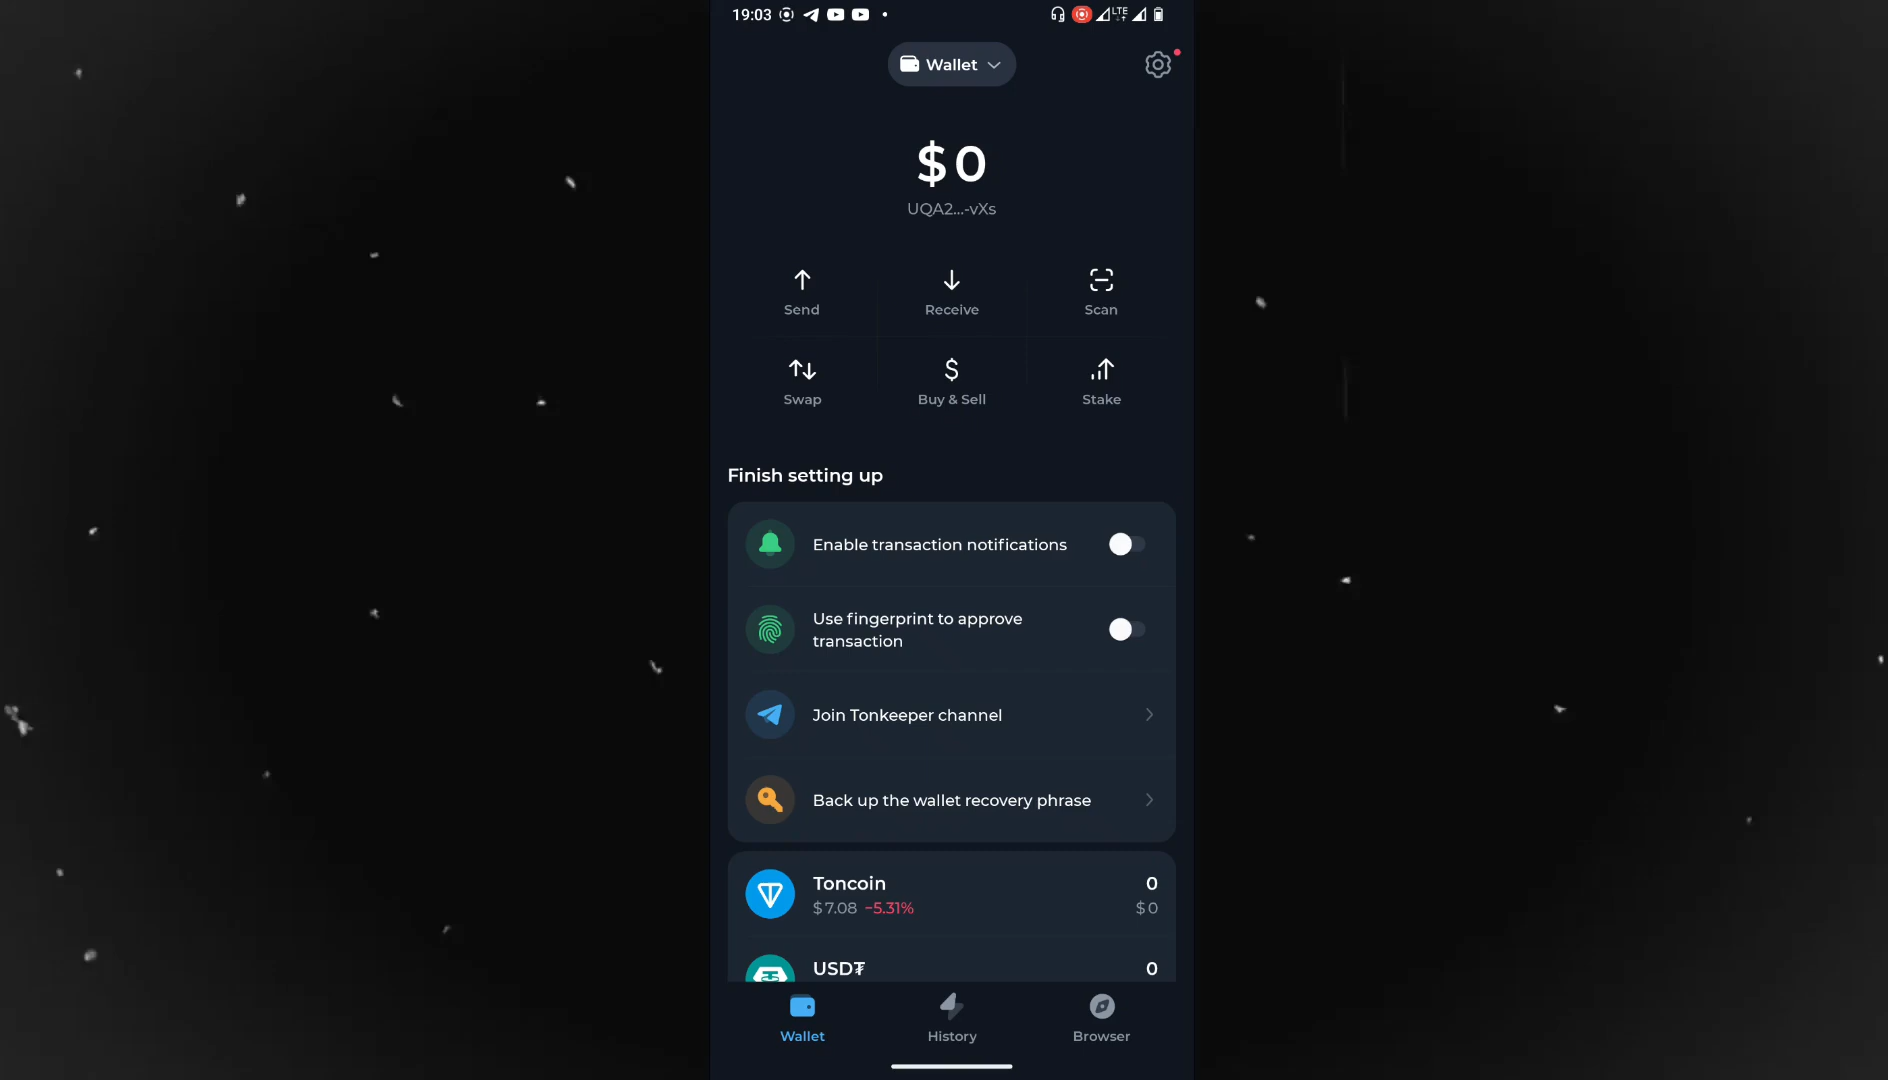 19:03
LTE
Wallet
$0
UQA2...-vXs
Send
Receive
Scan
Swap
Buy & Sell
Stake
Finish setting up
Enable transaction notifications
Use fingerprint to approve
transaction
Join Tonkeeper channel
Back up the wallet recovery phrase
Toncoin
0
$7.08 −5.31%
$0
USD₮
0
Wallet
History
Browser